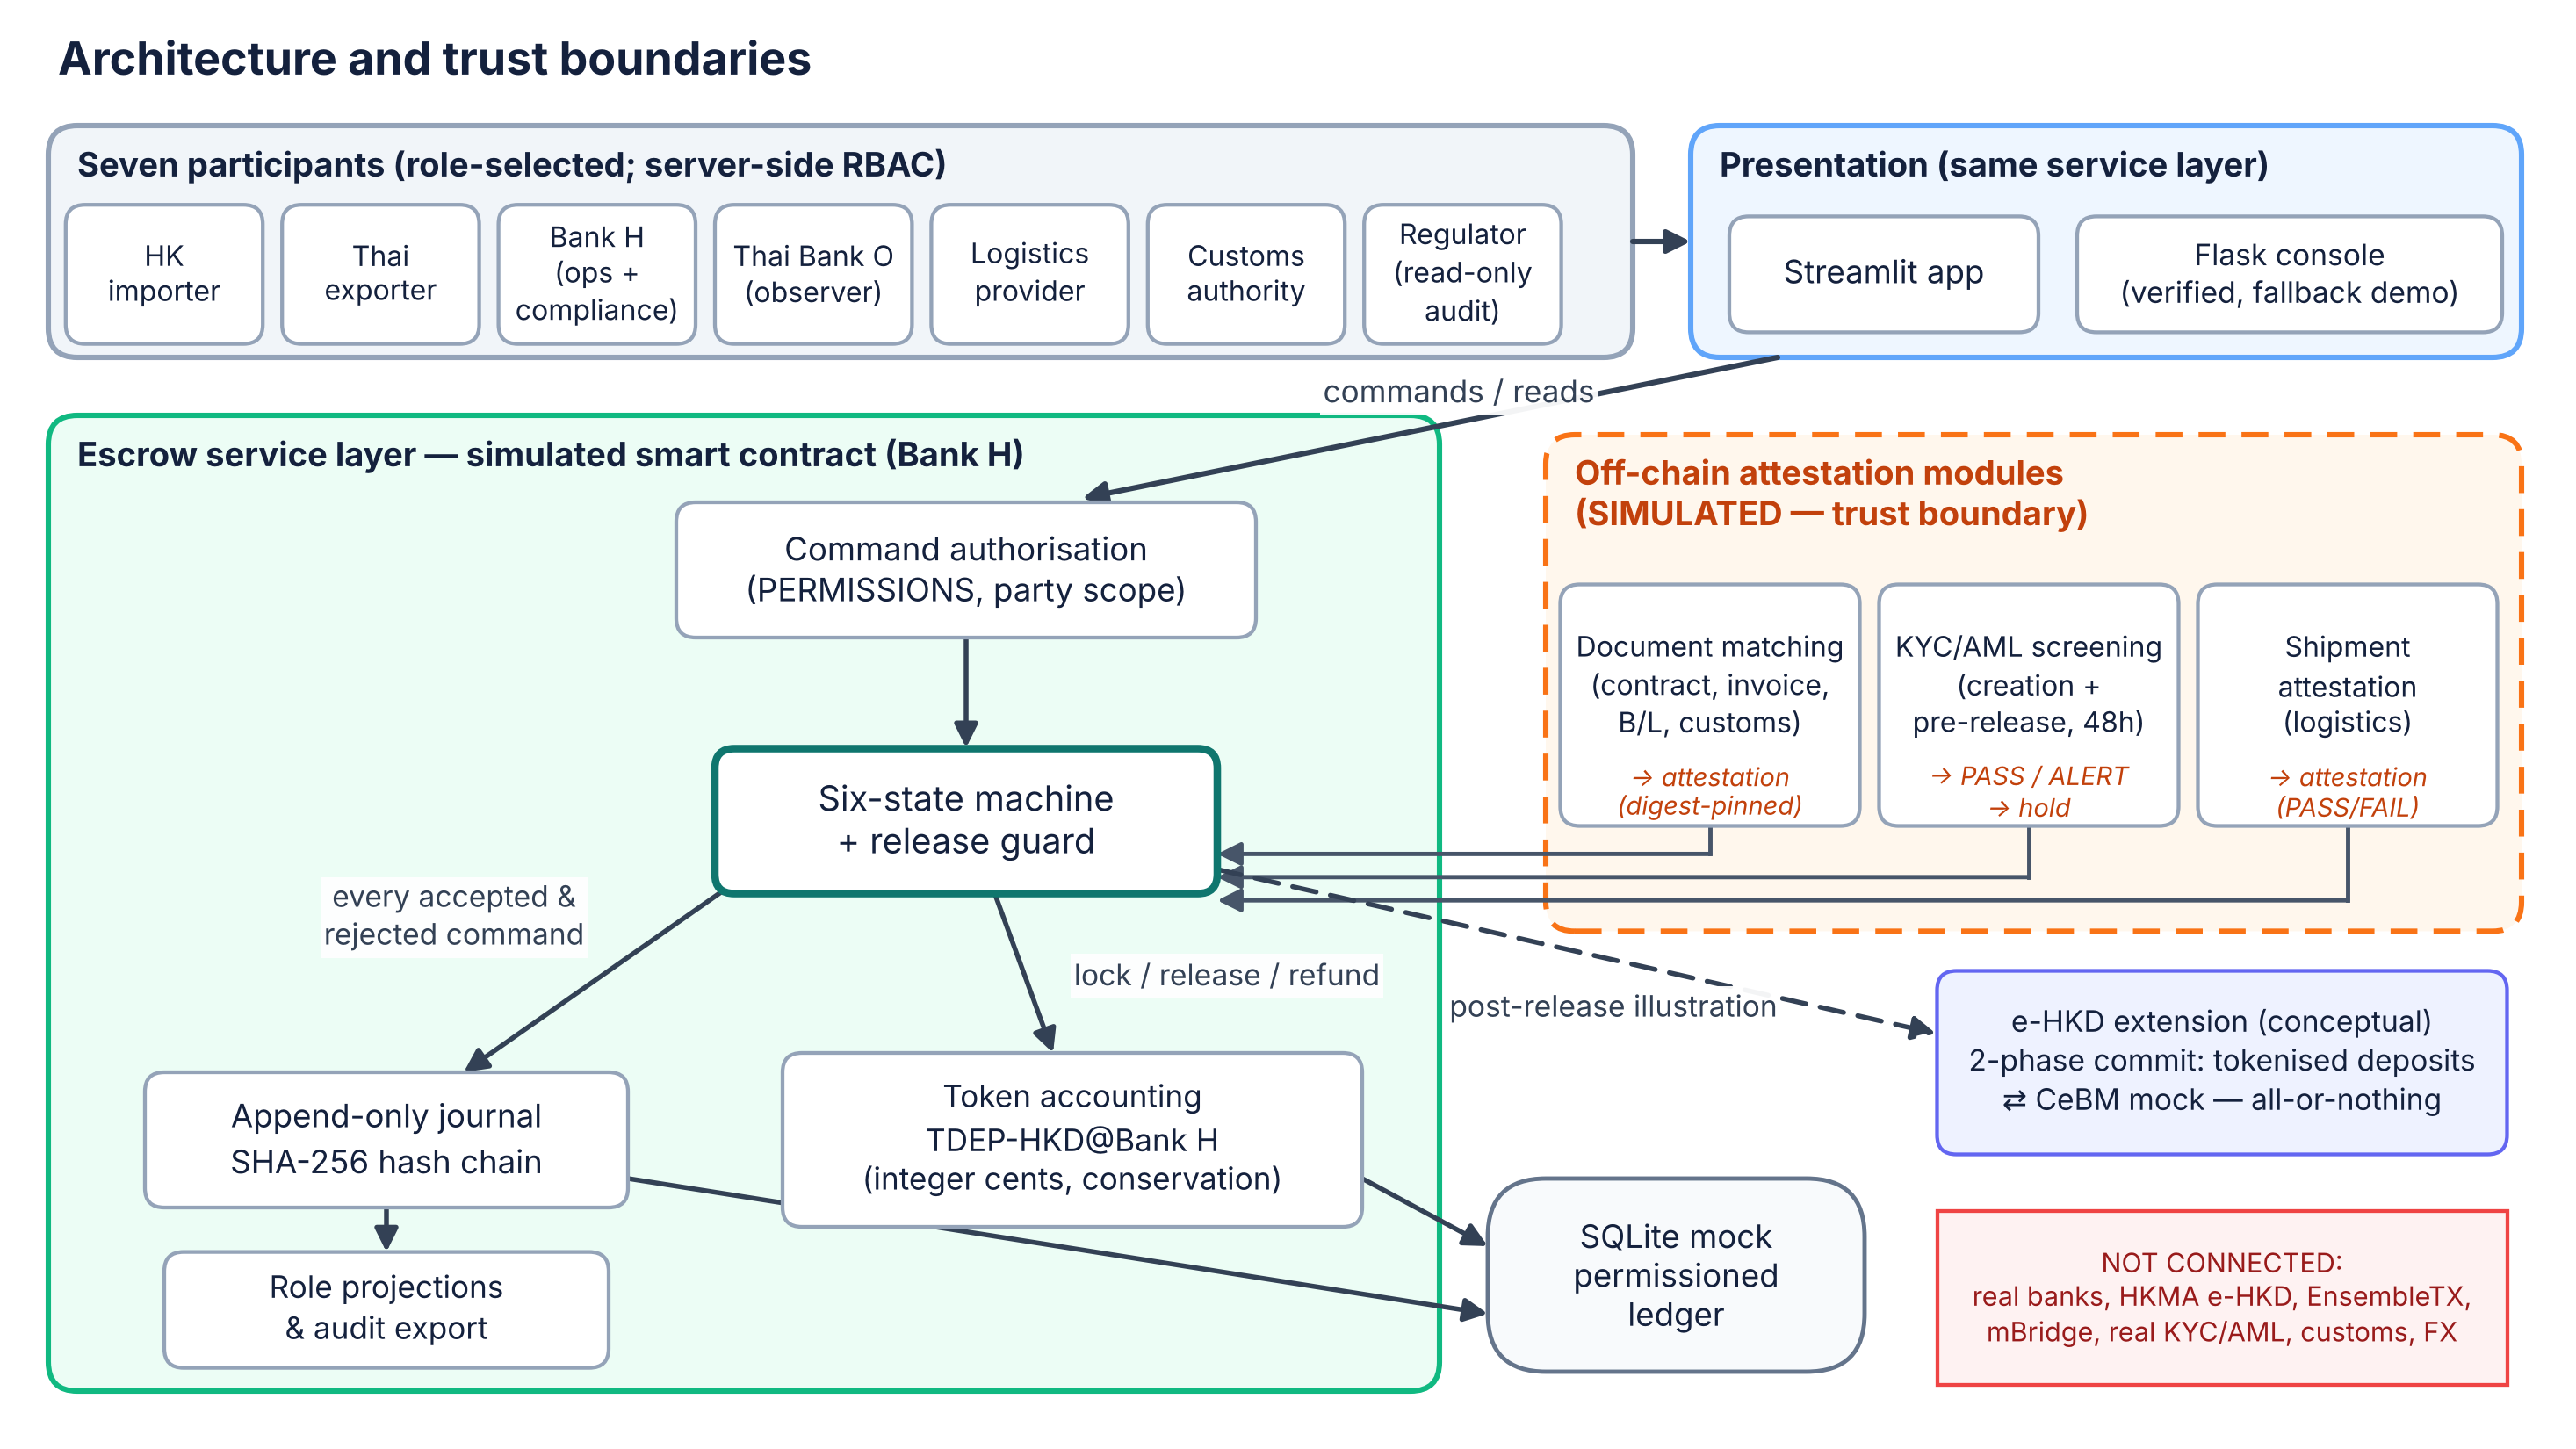 Architecture and trust boundaries
Seven participants (role-selected; server-side RBAC)
HK
importer
Thai
exporter
Bank H
(ops +
compliance)
Thai Bank O
(observer)
Logistics
provider
Customs
authority
Regulator
(read-only
audit)
Presentation (same service layer)
Streamlit app
Flask console
(verified, fallback demo)
commands / reads
Escrow service layer — simulated smart contract (Bank H)
Command authorisation
(PERMISSIONS, party scope)
Six-state machine
+ release guard
every accepted &
rejected command
lock / release / refund
Append-only journal
SHA-256 hash chain
Token accounting
TDEP-HKD@Bank H
(integer cents, conservation)
Role projections
& audit export
Off-chain attestation modules
(SIMULATED — trust boundary)
Document matching
(contract, invoice,
B/L, customs)
→ attestation
(digest-pinned)
KYC/AML screening
(creation +
pre-release, 48h)
→ PASS / ALERT
→ hold
Shipment
attestation
(logistics)
→ attestation
(PASS/FAIL)
post-release illustration
e-HKD extension (conceptual)
2-phase commit: tokenised deposits
⇄ CeBM mock — all-or-nothing
SQLite mock
permissioned
ledger
NOT CONNECTED:
real banks, HKMA e-HKD, EnsembleTX,
mBridge, real KYC/AML, customs, FX